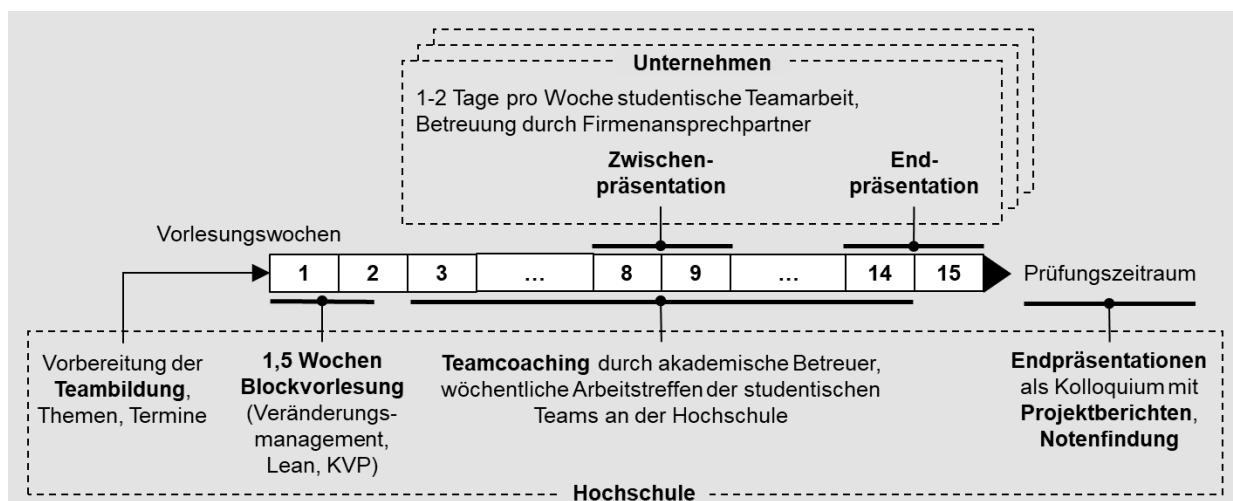 Unternehmen
1-2 Tage pro Woche studentische Teamarbeit,
Betreuung durch Firmenansprechpartner
Zwischen-
präsentation
End-
präsentation
Vorlesungswochen
1 2 3 ... 8 9 ... 14 15
Prüfungszeitraum
Vorbereitung der
Teambildung,
Themen, Termine
1,5 Wochen
Blockvorlesung
(Veränderungs-
management,
Lean, KVP)
Teamcoaching durch akademische Betreuer,
wöchentliche Arbeitstreffen der studentischen
Teams an der Hochschule
Endpräsentationen
als Kolloquium mit
Projektberichten,
Notenfindung
Hochschule